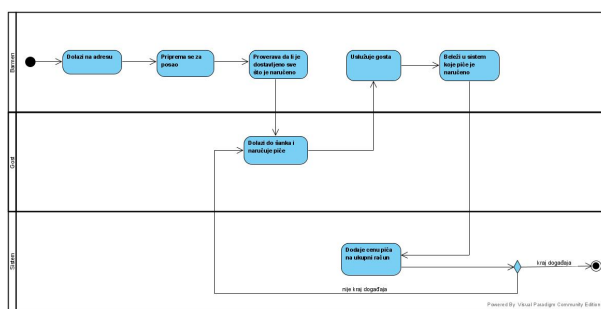 Barmen
Dolazi na adresu
Priprema se za
posao
Proverava da li je
dostavljeno sve
što je naručeno
Uslužuje gosta
Beleži u sistem
koje piće je
naručeno
Gost
Dolazi do šanka i
naručuje piće
Sistem
Dodaje cenu pića
na ukupni račun
kraj događaja
nije kraj događaja
Powered By Visual Paradigm Community Edition